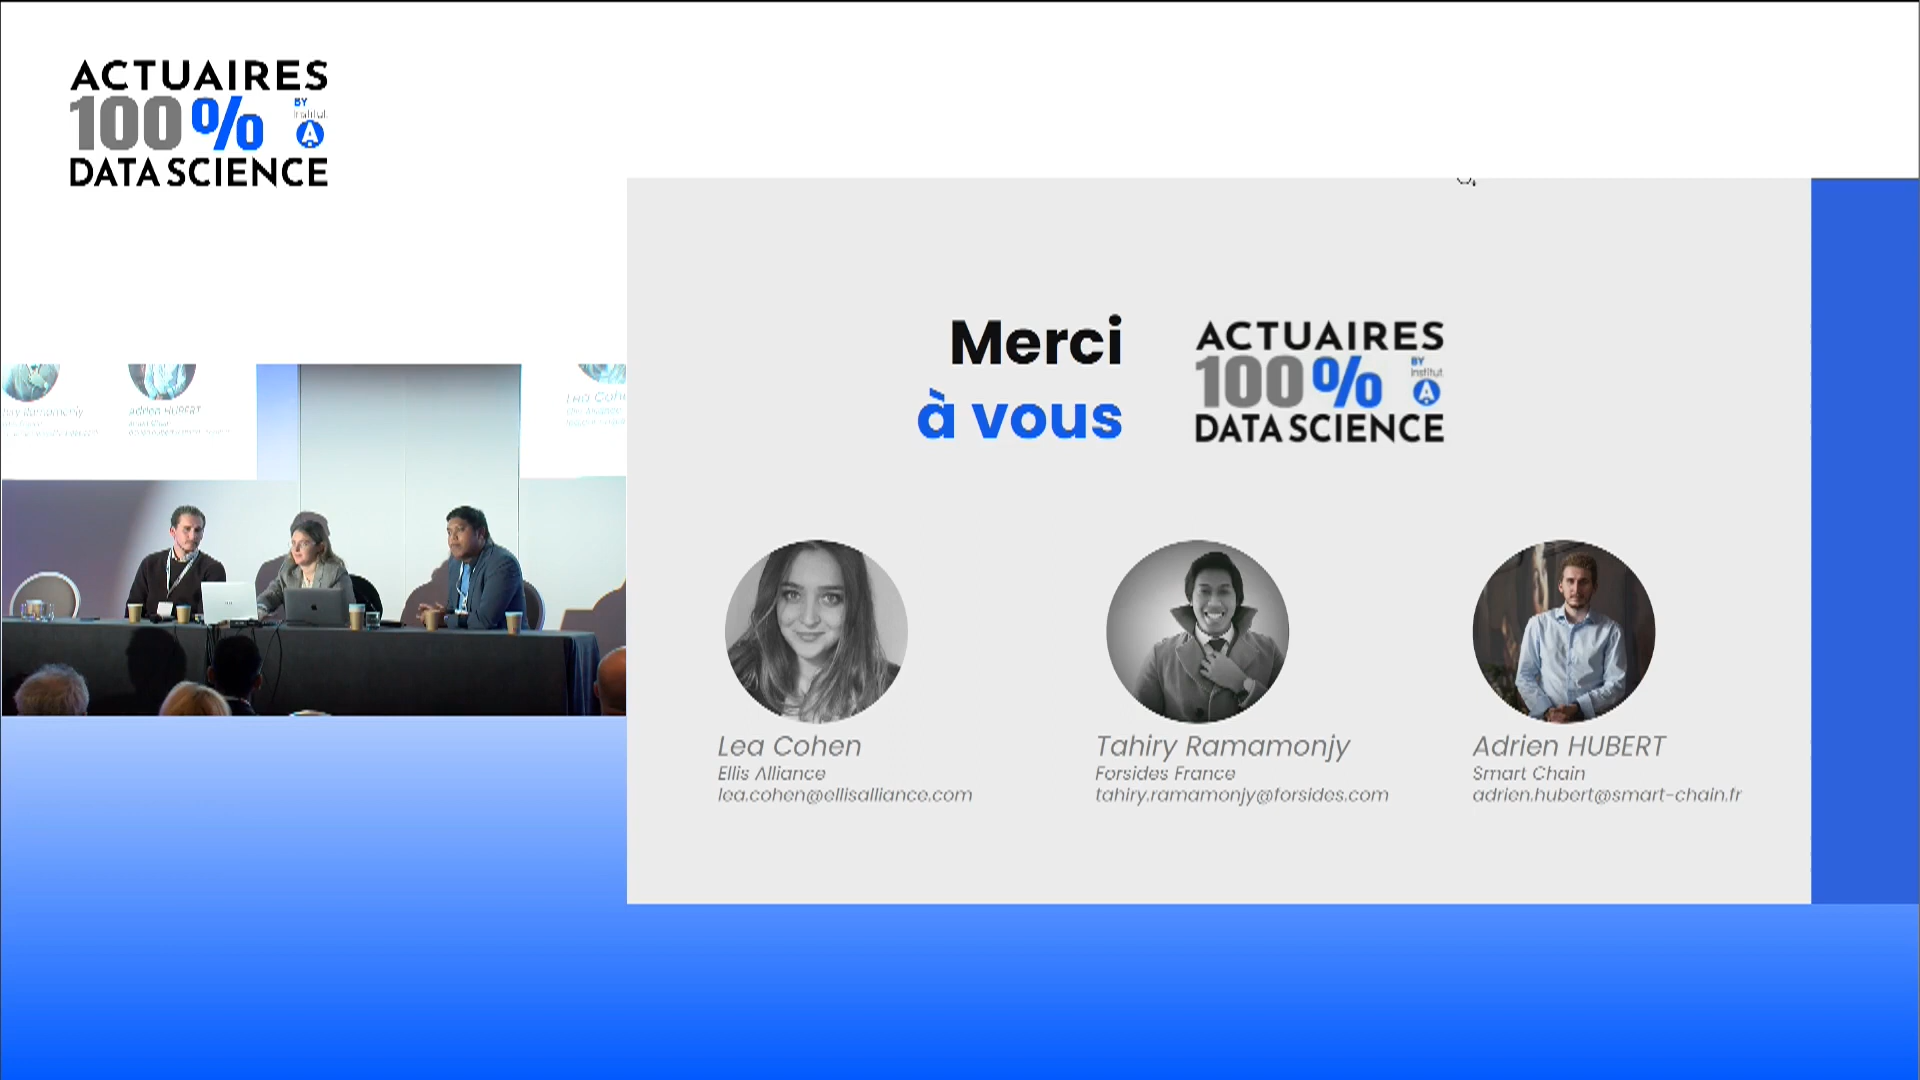 ACTUAIRES
100%
BY
Institut
A
DATA SCIENCE
Adrien HUBERT
Merci
à vous
ACTUAIRES
100%
BY
Institut
A
DATA SCIENCE
Lea Cohen
Ellis Alliance
lea.cohen@ellisalliance.com
Tahiry Ramamonjy
Forsides France
tahiry.ramamonjy@forsides.com
Adrien HUBERT
Smart Chain
adrien.hubert@smart-chain.fr